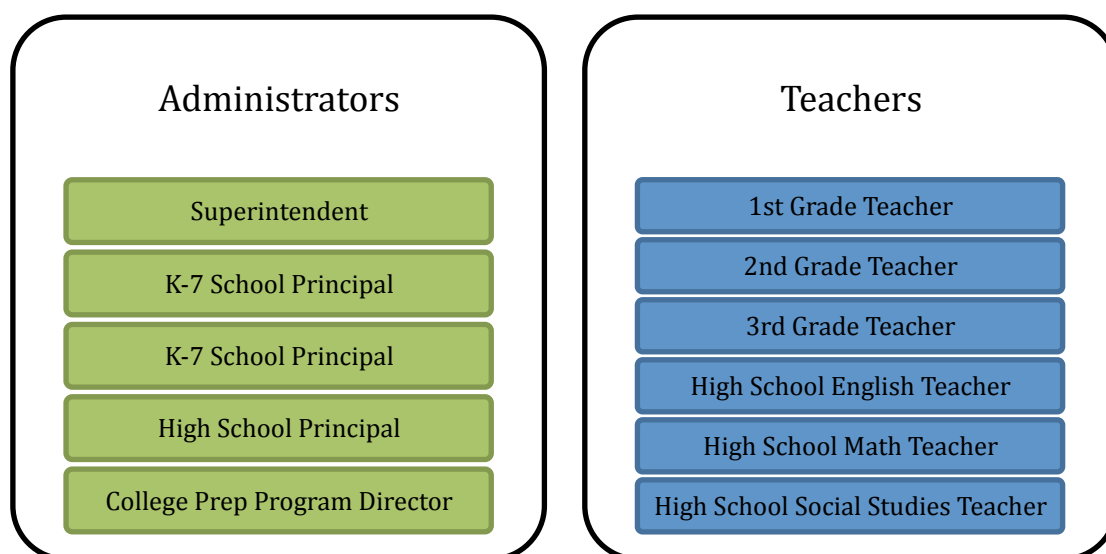 Administrators
Superintendent
K-7 School Principal
K-7 School Principal
High School Principal
College Prep Program Director
Teachers
1st Grade Teacher
2nd Grade Teacher
3rd Grade Teacher
High School English Teacher
High School Math Teacher
High School Social Studies Teacher